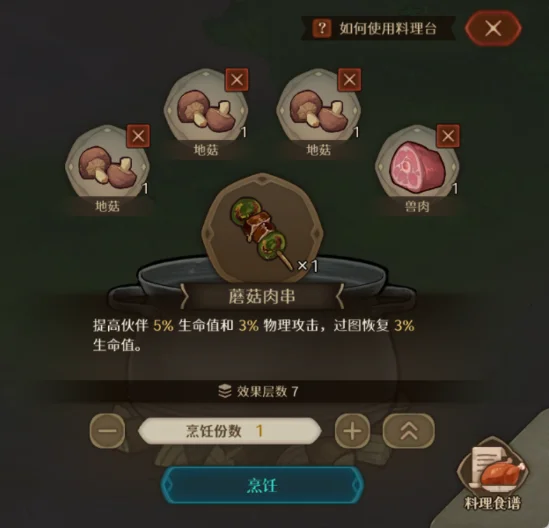 ? 如何使用料理台
1
地菇
1
地菇
1
地菇
1
兽肉
×1
蘑菇肉串
提高伙伴 5% 生命值和 3% 物理攻击，过图恢复 3%
生命值。
效果层数 7
烹饪份数 1
烹饪
料理食谱